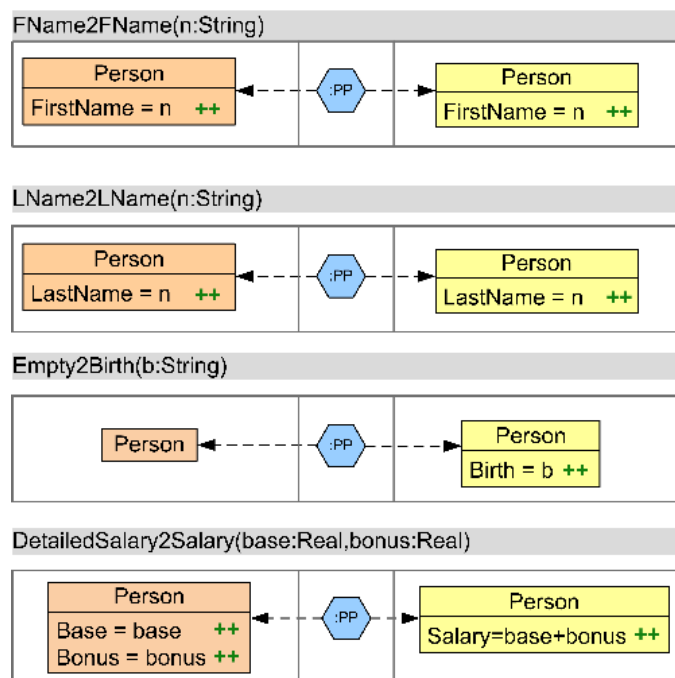 FName2FName(n:String)
Person
FirstName = n ++
:PP
Person
FirstName = n ++
LName2LName(n:String)
Person
LastName = n ++
:PP
Person
LastName = n ++
Empty2Birth(b:String)
Person
:PP
Person
Birth = b ++
DetailedSalary2Salary(base:Real,bonus:Real)
Person
Base = base ++
Bonus = bonus ++
:PP
Person
Salary=base+bonus ++